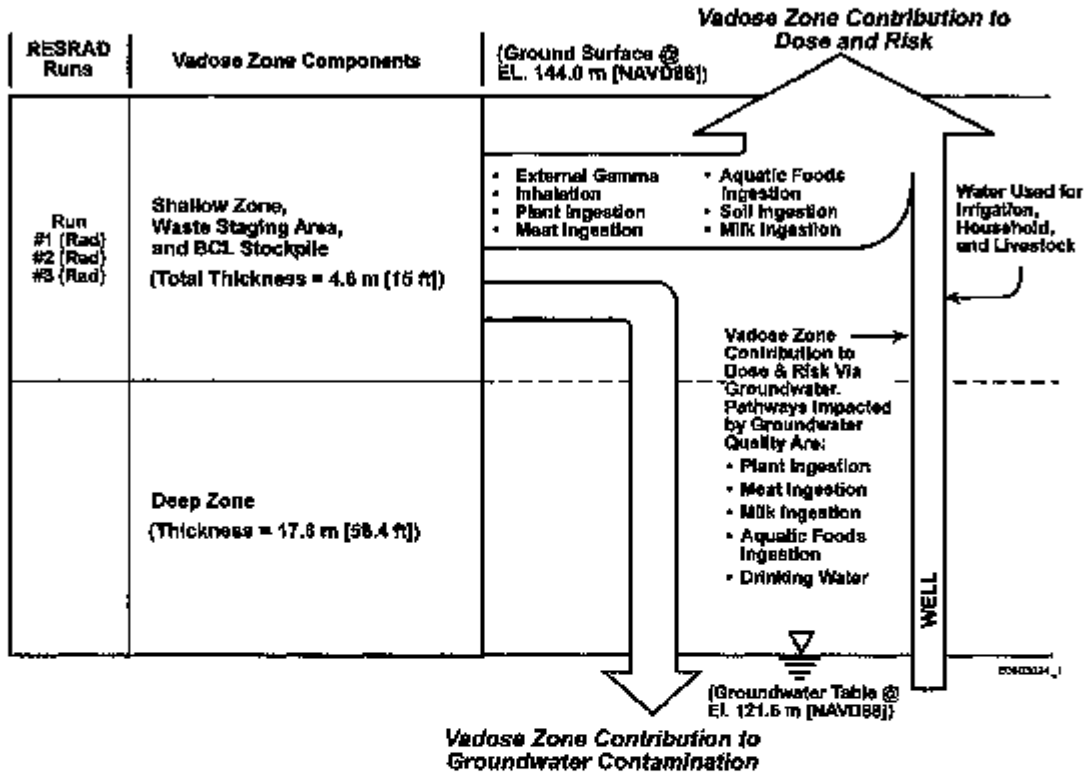 Vadose Zone Contribution to
Dose and Risk
RESRAD
Runs
Vadose Zone Components
(Ground Surface @
EL. 144.0 m [NAVD88])
Run
#1 (Rad)
#2 (Rad)
#3 (Rad)
Shallow Zone,
Waste Staging Area,
and BCL Stockpile
(Total Thickness = 4.6 m [15 ft])
• External Gamma
• Inhalation
• Plant Ingestion
• Meat Ingestion
• Aquatic Foods
Ingestion
• Soil Ingestion
• Milk Ingestion
Water Used for
Irrigation,
Household,
and Livestock
Vadose Zone
Contribution to
Dose & Risk Via
Groundwater.
Pathways Impacted
by Groundwater
Quality Are:
• Plant Ingestion
• Meat Ingestion
• Milk Ingestion
• Aquatic Foods
Ingestion
• Drinking Water
Deep Zone
(Thickness = 17.8 m [58.4 ft])
WELL
(Groundwater Table @
El. 121.6 m [NAVD88])
Vadose Zone Contribution to
Groundwater Contamination